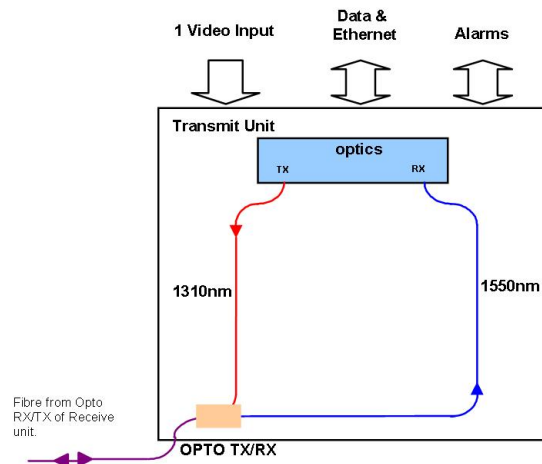 1 Video Input
Data &
Ethernet
Alarms
Transmit Unit
optics
TX
RX
1310nm
1550nm
Fibre from Opto
RX/TX of Receive
unit.
OPTO TX/RX